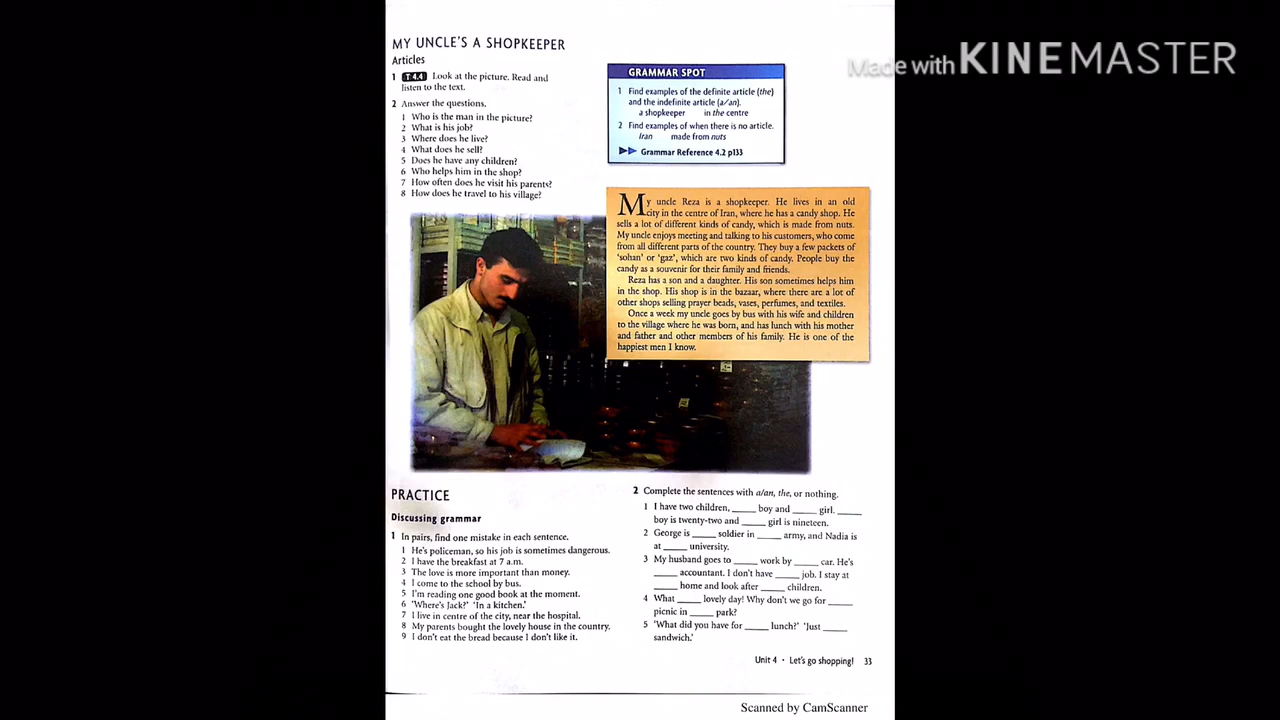 Made with KINEMASTER
MY UNCLE'S A SHOPKEEPER
Articles
1 T 4.4 Look at the picture. Read and
listen to the text.
2 Answer the questions.
1 Who is the man in the picture?
2 What is his job?
3 Where does he live?
4 What does he sell?
5 Does he have any children?
6 Who helps him in the shop?
7 How often does he visit his parents?
8 How does he travel to his village?
GRAMMAR SPOT
1 Find examples of the definite article (the)
and the indefinite article (a/an).
a shopkeeper in the centre
2 Find examples of when there is no article.
Iran made from nuts
▶▶ Grammar Reference 4.2 p133
My uncle Reza is a shopkeeper. He lives in an old
city in the centre of Iran, where he has a candy shop. He
sells a lot of different kinds of candy, which is made from nuts.
My uncle enjoys meeting and talking to his customers, who come
from all different parts of the country. They buy a few packets of
'sohan' or 'gaz', which are two kinds of candy. People buy the
candy as a souvenir for their family and friends.
Reza has a son and a daughter. His son sometimes helps him
in the shop. His shop is in the bazaar, where there are a lot of
other shops selling prayer beads, vases, perfumes, and textiles.
Once a week my uncle goes by bus with his wife and children
to the village where he was born, and has lunch with his mother
and father and other members of his family. He is one of the
happiest men I know.
PRACTICE
Discussing grammar
1 In pairs, find one mistake in each sentence.
1 He's policeman, so his job is sometimes dangerous.
2 I have the breakfast at 7 a.m.
3 The love is more important than money.
4 I come to the school by bus.
5 I'm reading one good book at the moment.
6 'Where's Jack?' 'In a kitchen.'
7 I live in centre of the city, near the hospital.
8 My parents bought the lovely house in the country.
9 I don't eat the bread because I don't like it.
2 Complete the sentences with a/an, the, or nothing.
1 I have two children, ____ boy and ____ girl. ____
boy is twenty-two and ____ girl is nineteen.
2 George is ____ soldier in ____ army, and Nadia is
at ____ university.
3 My husband goes to ____ work by ____ car. He's
____ accountant. I don't have ____ job. I stay at
____ home and look after ____ children.
4 What ____ lovely day! Why don't we go for ____
picnic in ____ park?
5 'What did you have for ____ lunch?' 'Just ____
sandwich.'
Unit 4 • Let's go shopping! 33
Scanned by CamScanner